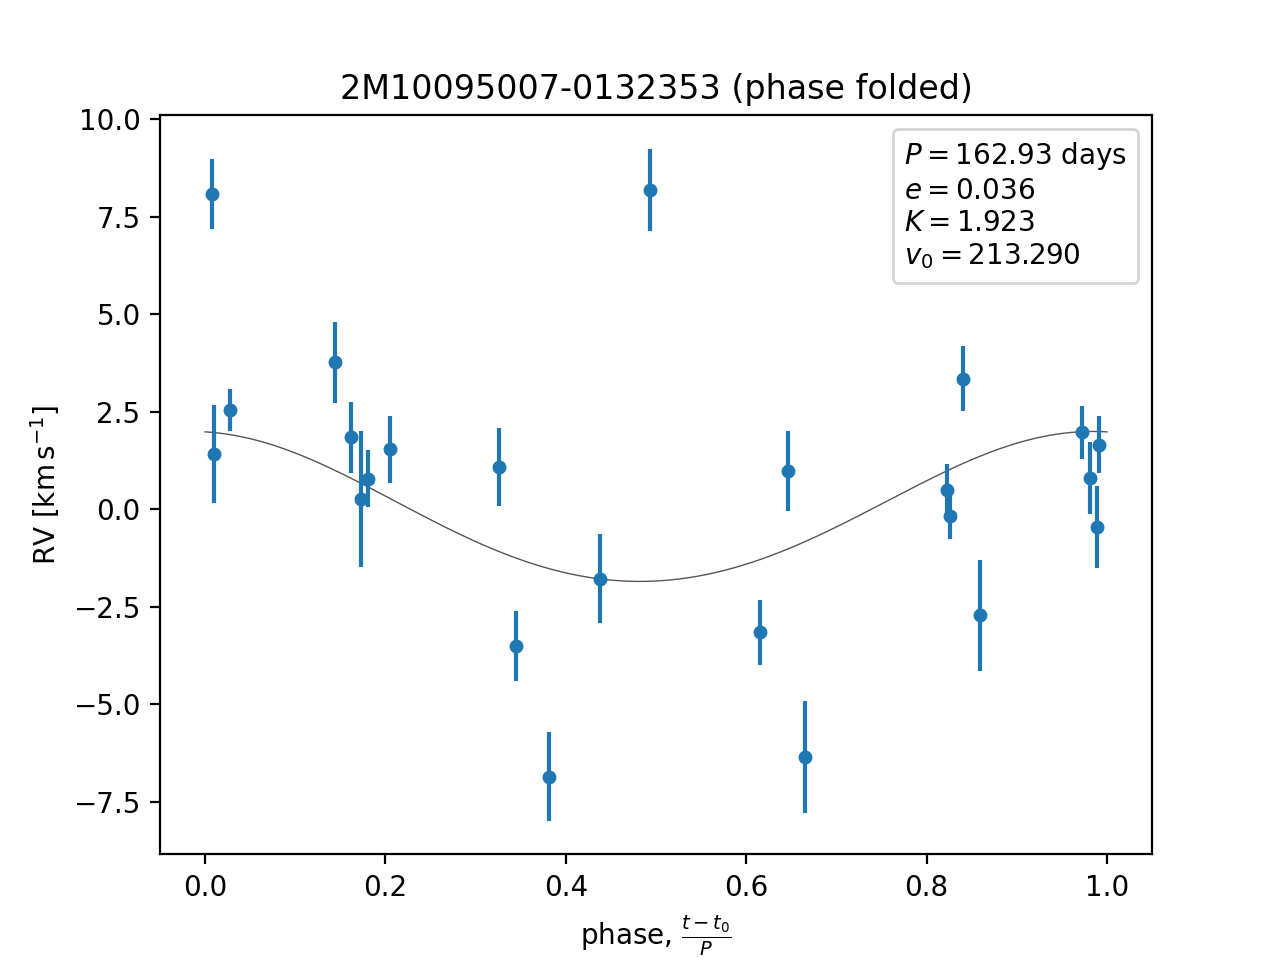 2M10095007-0132353 (phase folded)
10.0
7.5
5.0
2.5
0.0
−2.5
−5.0
−7.5
RV [km s⁻¹]
P = 162.93 days
e = 0.036
K = 1.923
v₀ = 213.290
0.0 0.2 0.4 0.6 0.8 1.0
phase, (t − t₀)/P